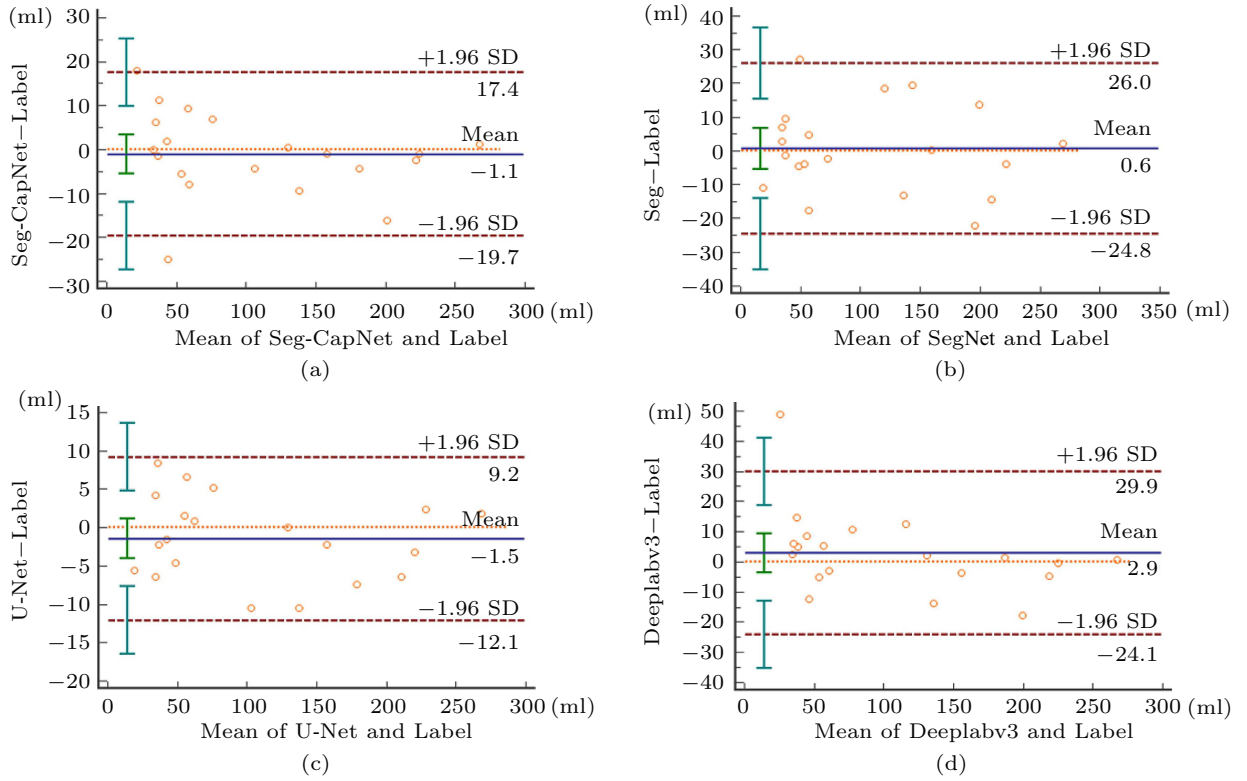 (ml)
30
20
10
0
−10
−20
−30
Seg-CapNet−Label
+1.96 SD
17.4
Mean
−1.1
−1.96 SD
−19.7
0 50 100 150 200 250 300 (ml)
Mean of Seg-CapNet and Label
(a)
(ml)
40
30
20
10
0
−10
−20
−30
−40
Seg−Label
+1.96 SD
26.0
Mean
0.6
−1.96 SD
−24.8
0 50 100 150 200 250 300 350 (ml)
Mean of SegNet and Label
(b)
(ml)
15
10
5
0
−5
−10
−15
−20
U-Net−Label
+1.96 SD
9.2
Mean
−1.5
−1.96 SD
−12.1
0 50 100 150 200 250 300 (ml)
Mean of U-Net and Label
(c)
(ml)
50
40
30
20
10
0
−10
−20
−30
40
Deeplabv3−Label
+1.96 SD
29.9
Mean
2.9
−1.96 SD
−24.1
0 50 100 150 200 250 300 (ml)
Mean of Deeplabv3 and Label
(d)